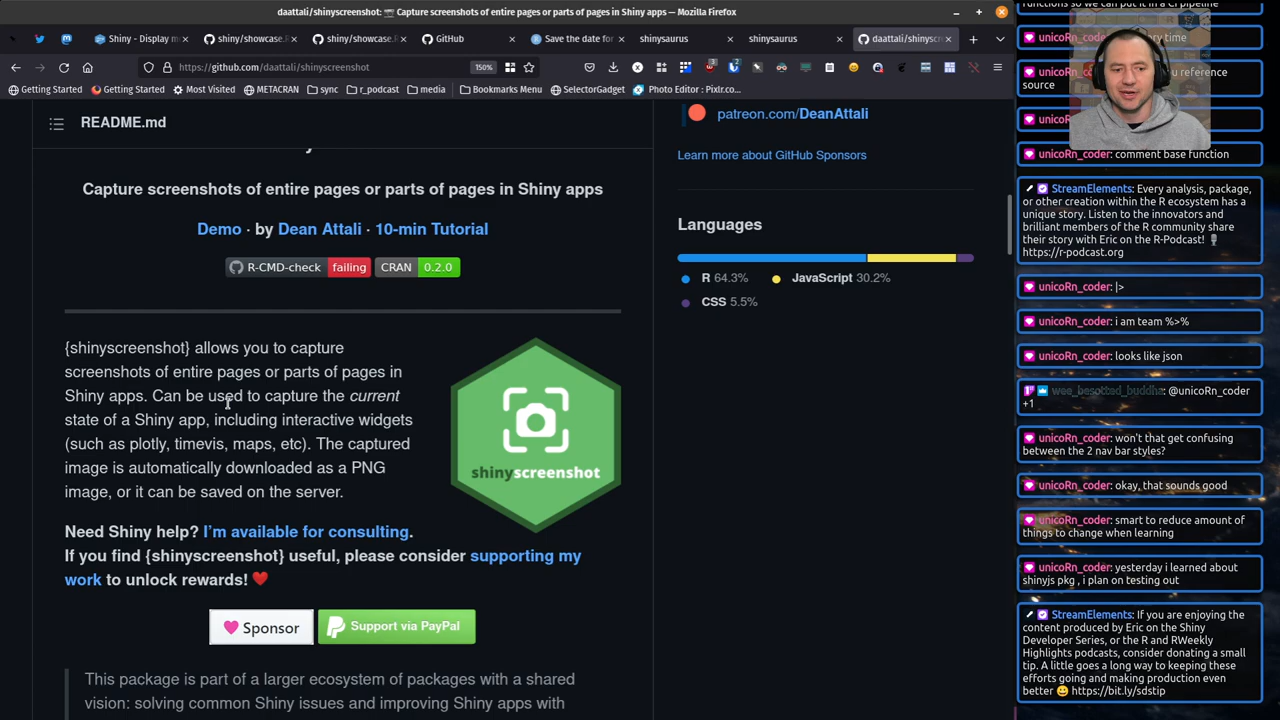 daattali/shinyscreenshot: 📷 Capture screenshots of entire pages or parts of pages in Shiny apps — Mozilla Firefox
Shiny - Display m
shiny/showcase.R
shiny/showc
GitHub
Save the date for
shinysaurus
shinysaurus
daattali/shinyscr
https://github.com/daattali/shinyscreenshot
Getting Started
Getting Started
Most Visited
METACRAN
Menu
SelectorGadget
Photo Editor : Pixlr.co...
README.md
Capture screenshots of entire pages or parts of pages in Shiny apps
Demo · by Dean Attali · 10-min Tutorial
R-CMD-check failing CRAN 0.2.0
{shinyscreenshot} allows you to capture
screenshots of entire pages or parts of pages in
Shiny apps. Can be used to capture the current
state of a Shiny app, including interactive widgets
(such as plotly, timevis, maps, etc). The captured
image is automatically downloaded as a PNG
image, or it can be saved on the server.
shinyscreenshot
Need Shiny help? I'm available for consulting.
If you find {shinyscreenshot} useful, please consider supporting my
work to unlock rewards! ❤️
Sponsor
Support via PayPal
This package is part of a larger ecosystem of packages with a shared
vision: solving common Shiny issues and improving Shiny apps with
patreon.com/DeanAttali
Learn more about GitHub Sponsors
Languages
R 64.3%
JavaScript 30.2%
CSS 5.5%
functions so we can put it in a CI pipeline
unicoRn_coder:
time
reference
source
unicoRn_coder: comment base function
StreamElements: Every analysis, package,
or other creation within the R ecosystem has a
unique story. Listen to the innovators and
brilliant members of the R community share
their story with Eric on the R-Podcast! 🎙️
https://r-podcast.org
unicoRn_coder: |>
unicoRn_coder: i am team %>%
unicoRn_coder: looks like json
wee_besotted_buddha: @unicoRn_coder
+1
unicoRn_coder: won't that get confusing
between the 2 nav bar styles?
unicoRn_coder: okay, that sounds good
unicoRn_coder: smart to reduce amount of
things to change when learning
unicoRn_coder: yesterday i learned about
shinyjs pkg , i plan on testing out
StreamElements: If you are enjoying the
content produced by Eric on the Shiny
Developer Series, or the R and RWeekly
Highlights podcasts, consider donating a small
tip. A little goes a long way to keeping these
efforts going and making production even
better 😀 https://bit.ly/sdstip